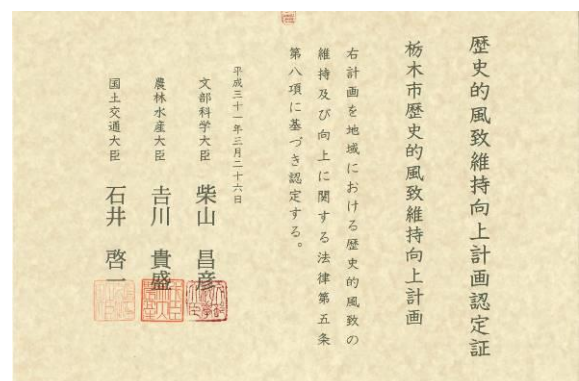 歴史的風致維持向上計画認定証
栃木市歴史的風致維持向上計画
右計画を地域における歴史的風致の
維持及び向上に関する法律第五条
第八項に基づき認定する。
平成三十一年三月二十六日
文部科学大臣 柴山 昌彦
農林水産大臣 𠮷川 貴盛
国土交通大臣 石井 啓一